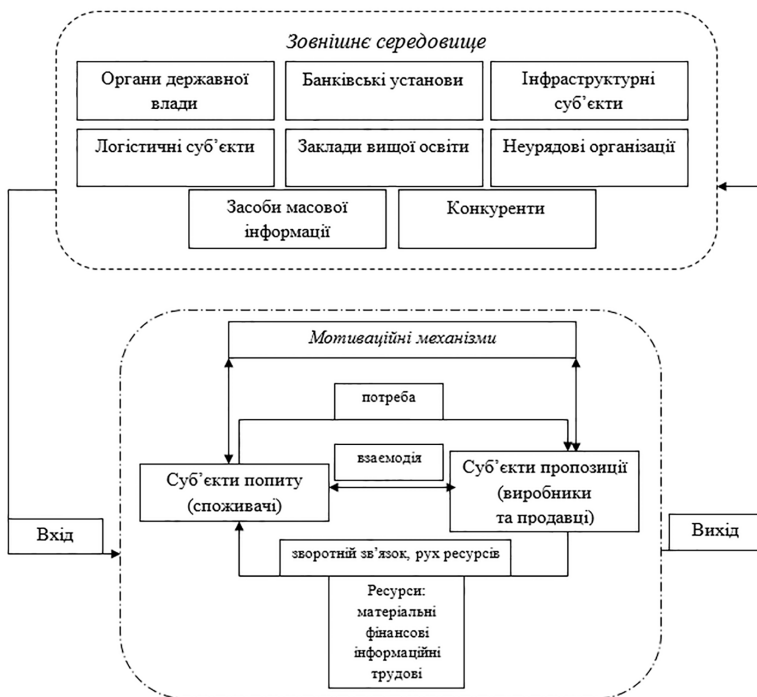 Зовнішнє середовище
Органи державної
влади
Банківські установи
Інфраструктурні
суб’єкти
Логістичні суб’єкти
Заклади вищої освіти
Неурядові організації
Засоби масової
інформації
Конкуренти
Мотиваційні механізми
потреба
взаємодія
Суб’єкти попиту
(споживачі)
Суб’єкти пропозиції
(виробники
та продавці)
Вхід
Вихід
зворотній зв’язок, рух ресурсів
Ресурси:
матеріальні
фінансові
інформаційні
трудові